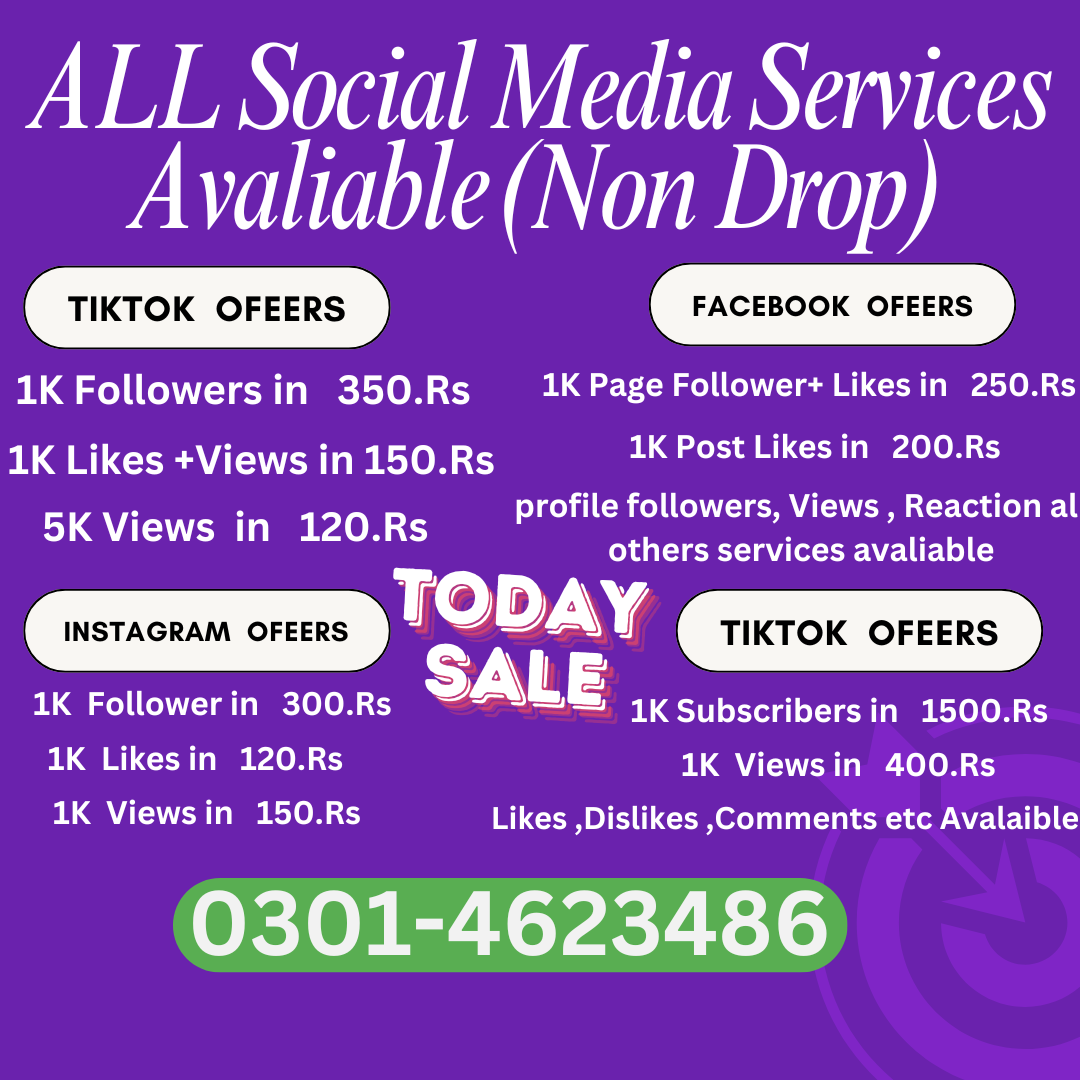 ALL Social Media Services
Avaliable (Non Drop)
TIKTOK OFEERS
1K Followers in 350.Rs
1K Likes +Views in 150.Rs
5K Views in 120.Rs
FACEBOOK OFEERS
1K Page Follower+ Likes in 250.Rs
1K Post Likes in 200.Rs
profile followers, Views , Reaction al
others services avaliable
TODAY
SALE
INSTAGRAM OFEERS
1K Follower in 300.Rs
1K Likes in 120.Rs
1K Views in 150.Rs
TIKTOK OFEERS
1K Subscribers in 1500.Rs
1K Views in 400.Rs
Likes ,Dislikes ,Comments etc Avalaible
0301-4623486